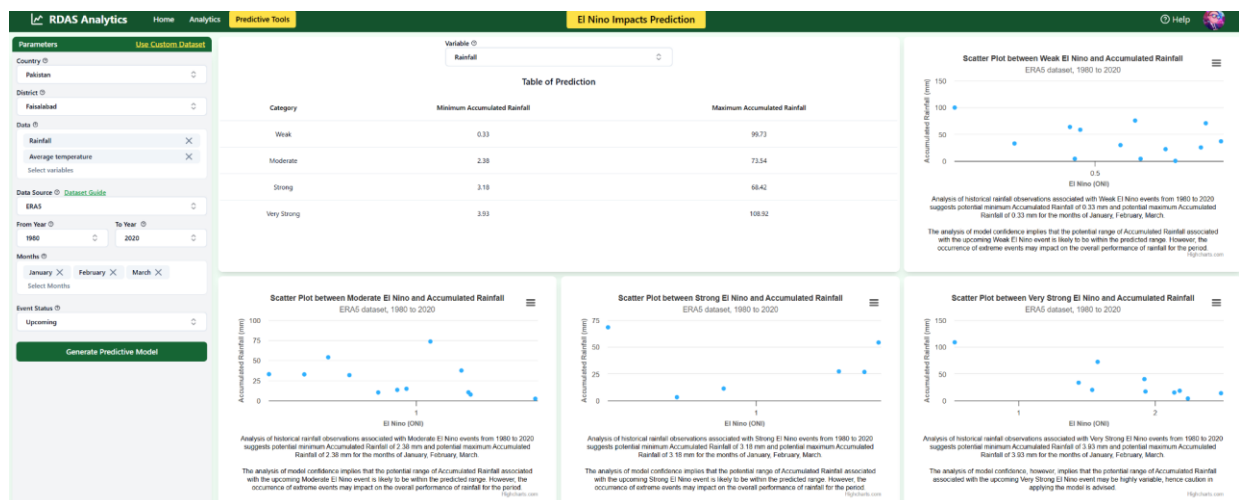 RDAS Analytics Home Analytics Predictive Tools El Nino Impacts Prediction Help
Parameters Use Custom Dataset
Country
Pakistan
District
Faisalabad
Data
Rainfall
Average temperature
Select variables
Data Source Dataset Guide
ERA5
From Year To Year
1980 2020
Months
January February March
Select Months
Event Status
Upcoming
Generate Predictive Model
Variable
Rainfall
Table of Prediction
Category Minimum Accumulated Rainfall Maximum Accumulated Rainfall
Weak 0.33 99.73
Moderate 2.38 73.54
Strong 3.18 68.42
Very Strong 3.93 108.92
Scatter Plot between Weak El Nino and Accumulated Rainfall
ERA5 dataset, 1980 to 2020
Accumulated Rainfall (mm)
150
100
50
0
0.5
El Nino (ONI)
Analysis of historical rainfall observations associated with Weak El Nino events from 1980 to 2020
suggests potential minimum Accumulated Rainfall of 0.33 mm and potential maximum Accumulated
Rainfall of 0.33 mm for the months of January, February, March.
The analysis of model confidence implies that the potential range of Accumulated Rainfall associated
with the upcoming Weak El Nino event is likely to be within the predicted range. However, the
occurrence of extreme events may impact on the overall performance of rainfall for the period.
Highcharts.com
Scatter Plot between Moderate El Nino and Accumulated Rainfall
ERA5 dataset, 1980 to 2020
Accumulated Rainfall (mm)
100
75
50
25
0
1
El Nino (ONI)
Analysis of historical rainfall observations associated with Moderate El Nino events from 1980 to 2020
suggests potential minimum Accumulated Rainfall of 2.38 mm and potential maximum Accumulated
Rainfall of 2.38 mm for the months of January, February, March.
The analysis of model confidence implies that the potential range of Accumulated Rainfall associated
with the upcoming Moderate El Nino event is likely to be within the predicted range. However, the
occurrence of extreme events may impact on the overall performance of rainfall for the period.
Highcharts.com
Scatter Plot between Strong El Nino and Accumulated Rainfall
ERA5 dataset, 1980 to 2020
Accumulated Rainfall (mm)
75
50
25
0
1
El Nino (ONI)
Analysis of historical rainfall observations associated with Strong El Nino events from 1980 to 2020
suggests potential minimum Accumulated Rainfall of 3.18 mm and potential maximum Accumulated
Rainfall of 3.18 mm for the months of January, February, March.
The analysis of model confidence implies that the potential range of Accumulated Rainfall associated
with the upcoming Strong El Nino event is likely to be within the predicted range. However, the
occurrence of extreme events may impact on the overall performance of rainfall for the period.
Highcharts.com
Scatter Plot between Very Strong El Nino and Accumulated Rainfall
ERA5 dataset, 1980 to 2020
Accumulated Rainfall (mm)
150
100
50
0
1 2
El Nino (ONI)
Analysis of historical rainfall observations associated with Very Strong El Nino events from 1980 to 2020
suggests potential minimum Accumulated Rainfall of 3.93 mm and potential maximum Accumulated
Rainfall of 3.93 mm for the months of January, February, March.
The analysis of model confidence, however, implies that the potential range of Accumulated Rainfall
associated with the upcoming Very Strong El Nino event may be highly variable, hence caution in
applying the model is advised.
Highcharts.com